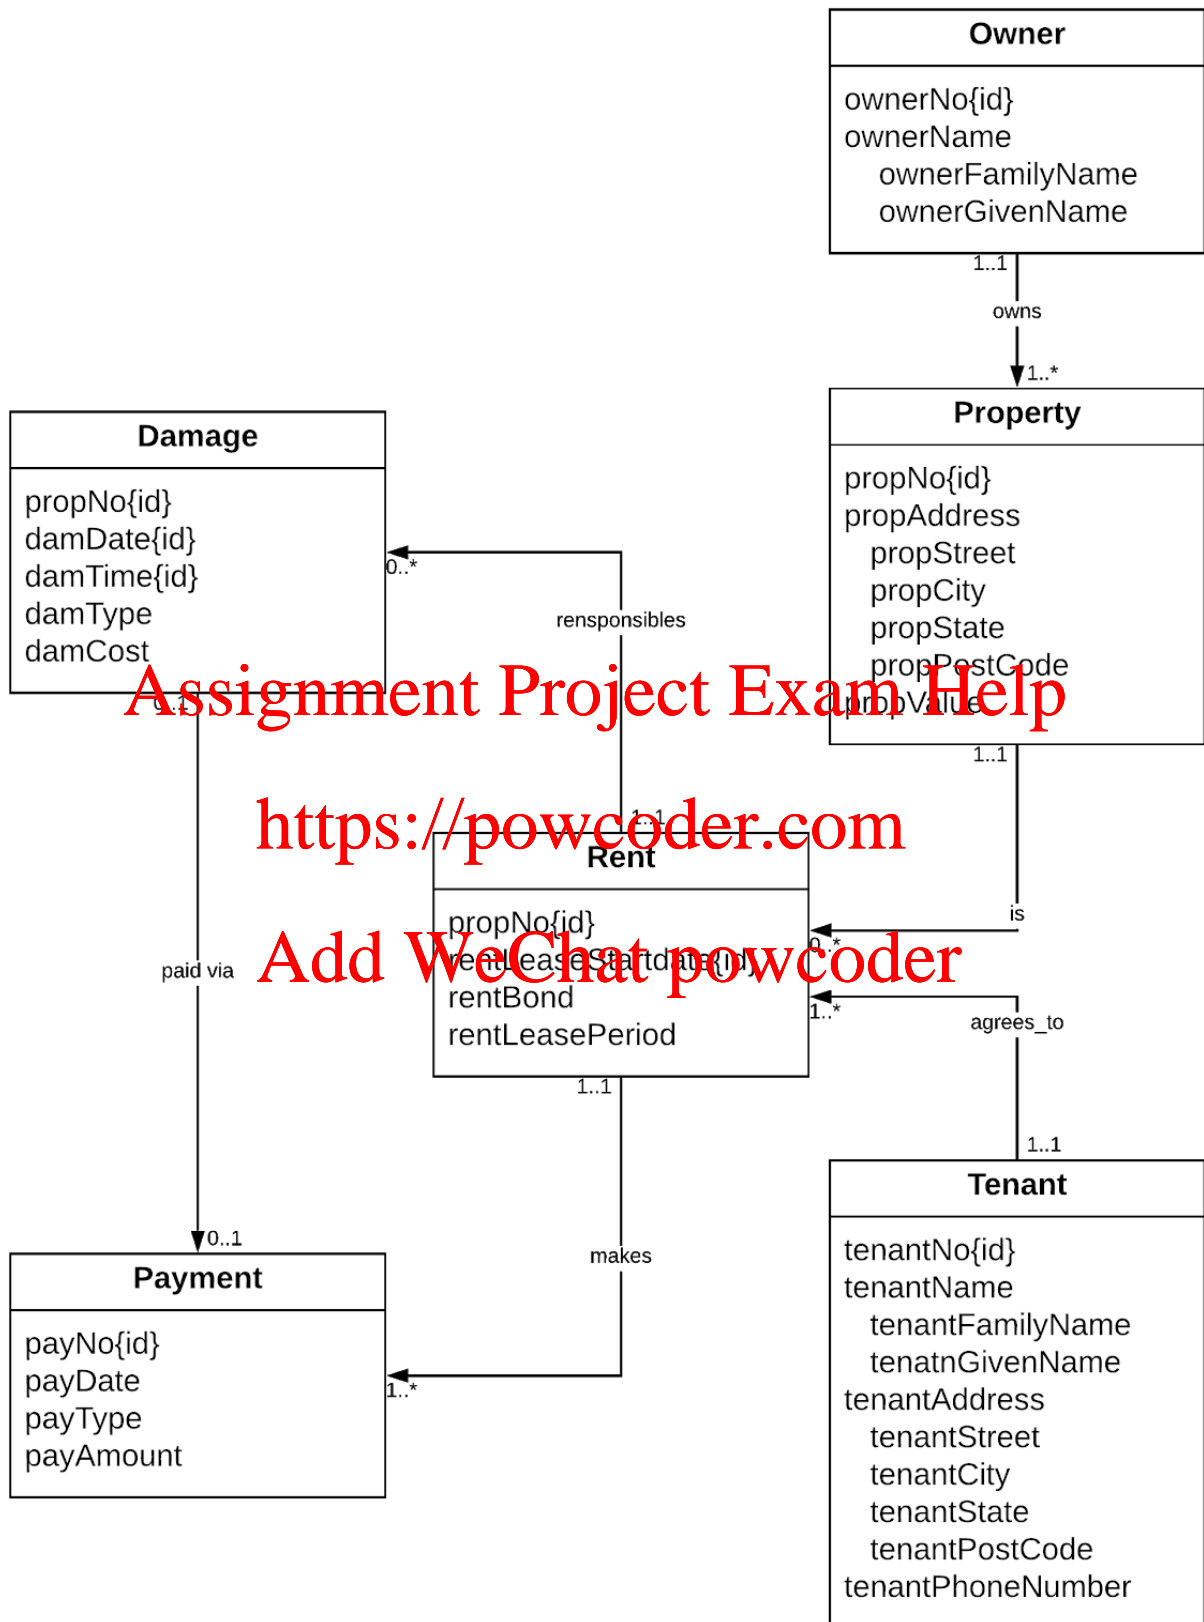 Owner
ownerNo{id}
ownerName
ownerFamilyName
ownerGivenName
1..1
owns
1..*
Property
propNo{id}
propAddress
propStreet
propCity
propState
propPostCode
propValue
1..1
is
0..*
Damage
propNo{id}
damDate{id}
damTime{id}
damType
damCost
0..1
0..*
rensponsibles
1..1
Assignment Project Exam Help
https://powcoder.com
Add WeChat powcoder
Rent
propNo{id}
rentLeaseStartdate{id}
rentBond
rentLeasePeriod
1..1
paid via
1..*
agrees_to
1..1
Tenant
tenantNo{id}
tenantName
tenantFamilyName
tenatnGivenName
tenantAddress
tenantStreet
tenantCity
tenantState
tenantPostCode
tenantPhoneNumber
makes
0..1
Payment
payNo{id}
payDate
payType
payAmount
1..*